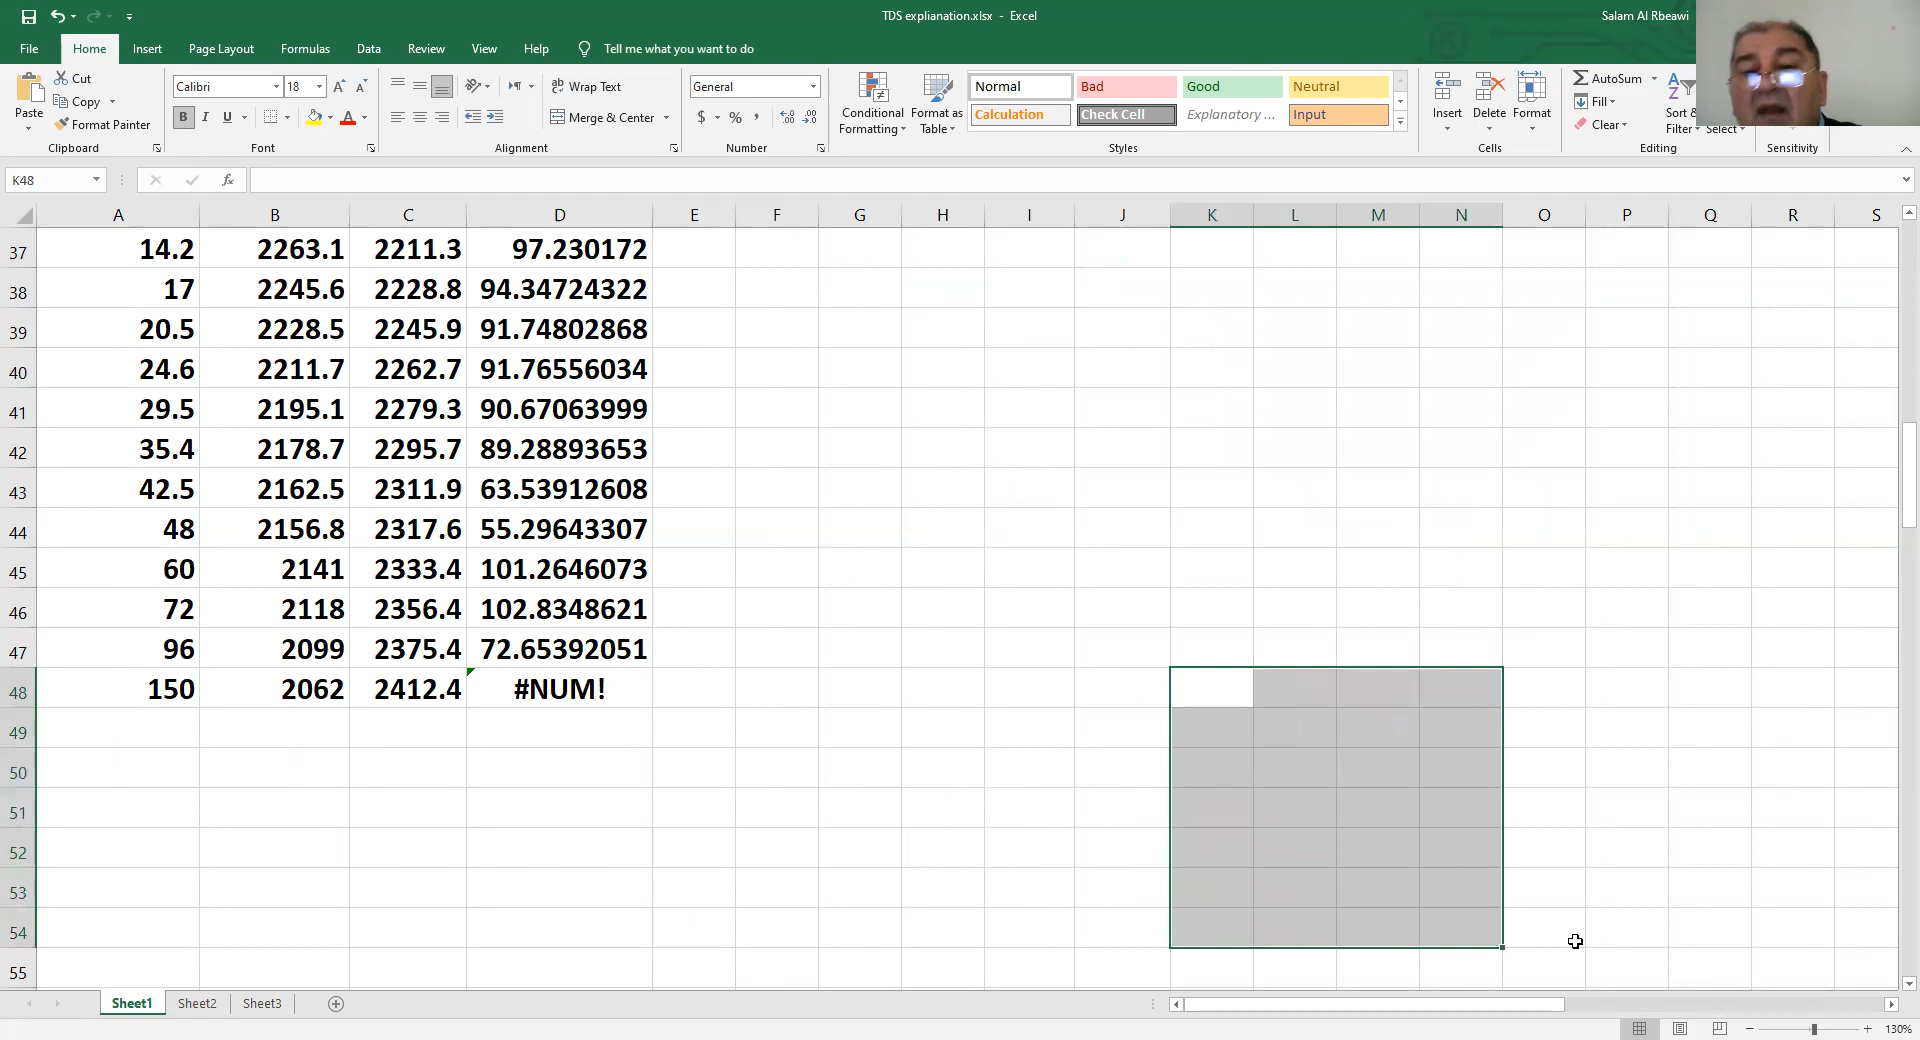 TDS explianation.xlsx - Excel
Salam Al Rbeawi
File Home Insert Page Layout Formulas Data Review View Help Tell me what you want to do
Paste
Cut
Copy
Format Painter
Clipboard
Calibri 18
B I U
Font
Wrap Text
Merge & Center
Alignment
General
$ % ,
Number
Conditional
Formatting
Format as
Table
Normal Bad Good Neutral
Calculation Check Cell Explanatory ... Input
Styles
Insert Delete Format
Cells
AutoSum
Fill
Clear
Sort &
Filter
Select
Editing
Sensitivity
K48
fx
A B C D E F G H I J K L M N O P Q R S
37 14.2 2263.1 2211.3 97.230172
38 17 2245.6 2228.8 94.34724322
39 20.5 2228.5 2245.9 91.74802868
40 24.6 2211.7 2262.7 91.76556034
41 29.5 2195.1 2279.3 90.67063999
42 35.4 2178.7 2295.7 89.28893653
43 42.5 2162.5 2311.9 63.53912608
44 48 2156.8 2317.6 55.29643307
45 60 2141 2333.4 101.2646073
46 72 2118 2356.4 102.8348621
47 96 2099 2375.4 72.65392051
48 150 2062 2412.4 #NUM!
49
50
51
52
53
54
55
Sheet1 Sheet2 Sheet3
130%